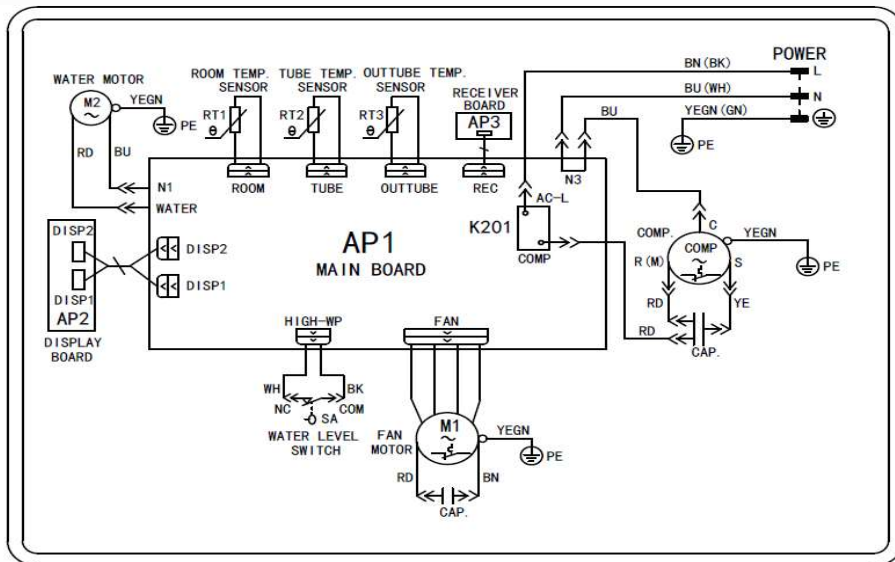 POWER
BN(BK)
L
BU(WH)
N
BU
YEGN(GN)
PE
WATER MOTOR
M2
YEGN
PE
RD
BU
ROOM TEMP.
SENSOR
RT1
θ
TUBE TEMP.
SENSOR
RT2
θ
OUTTUBE TEMP.
SENSOR
RT3
θ
RECEIVER
BOARD
AP3
N1
WATER
ROOM
TUBE
OUTTUBE
REC
N3
AC-L
K201
COMP
AP1
MAIN BOARD
DISP2
DISP1
AP2
DISPLAY
BOARD
DISP2
DISP1
COMP.
C
COMP
R(M)
S
YEGN
PE
RD
YE
RD
CAP.
HIGH-WP
FAN
WH
BK
NC
COM
SA
WATER LEVEL
SWITCH
FAN
MOTOR
M1
YEGN
PE
RD
BN
CAP.